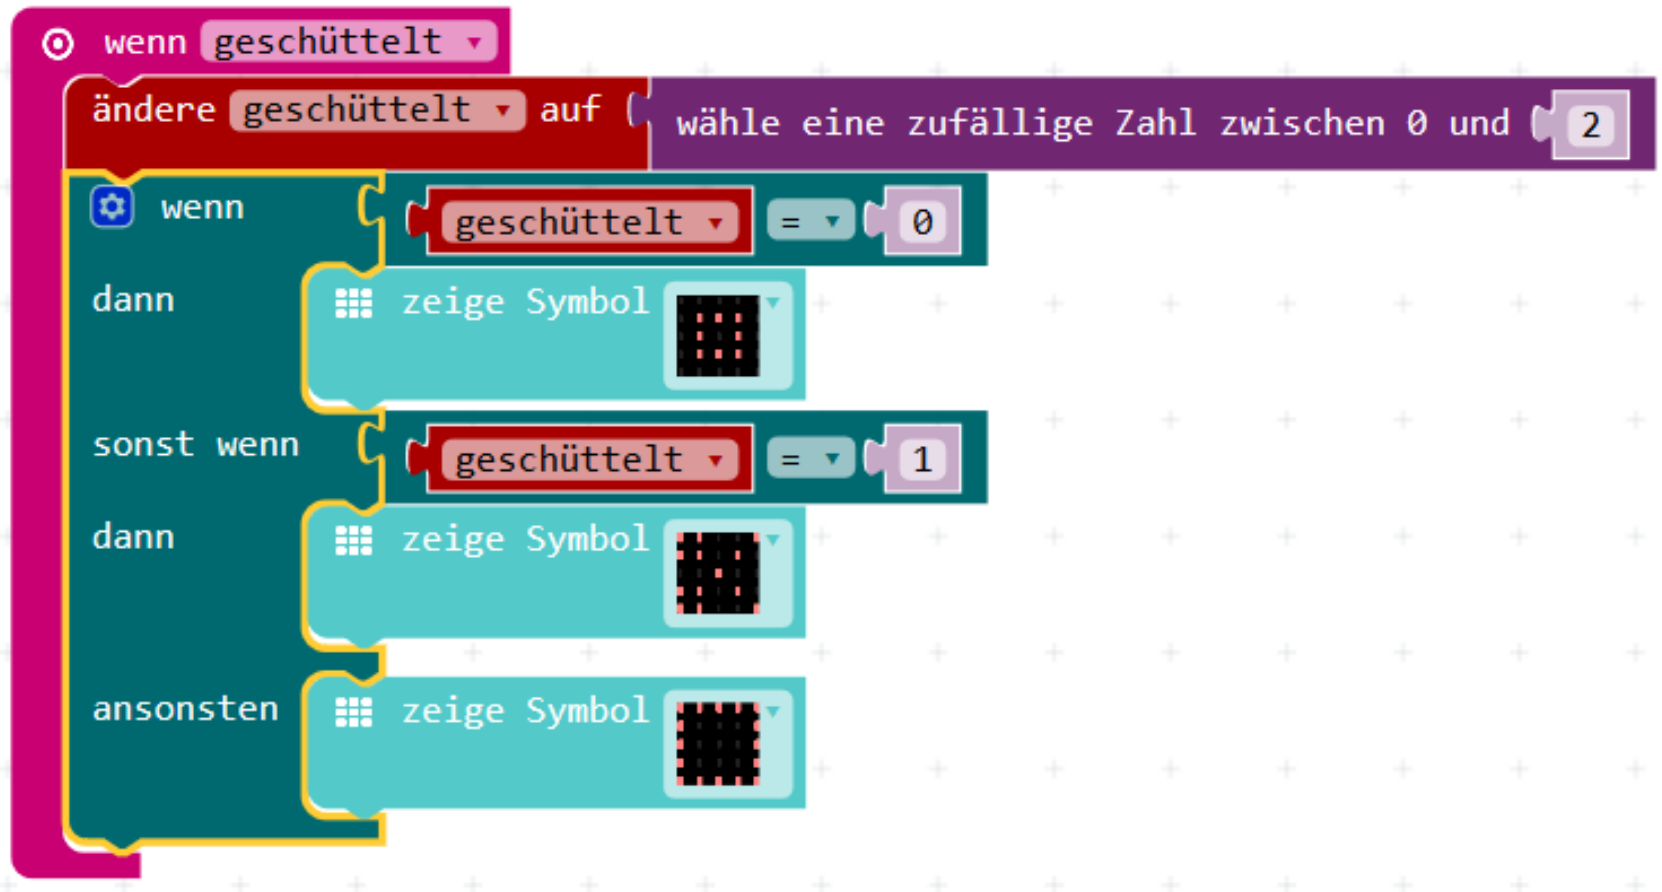 wenn geschüttelt
ändere geschüttelt auf wähle eine zufällige Zahl zwischen 0 und 2
wenn geschüttelt = 0
dann zeige Symbol
sonst wenn geschüttelt = 1
dann zeige Symbol
ansonsten zeige Symbol